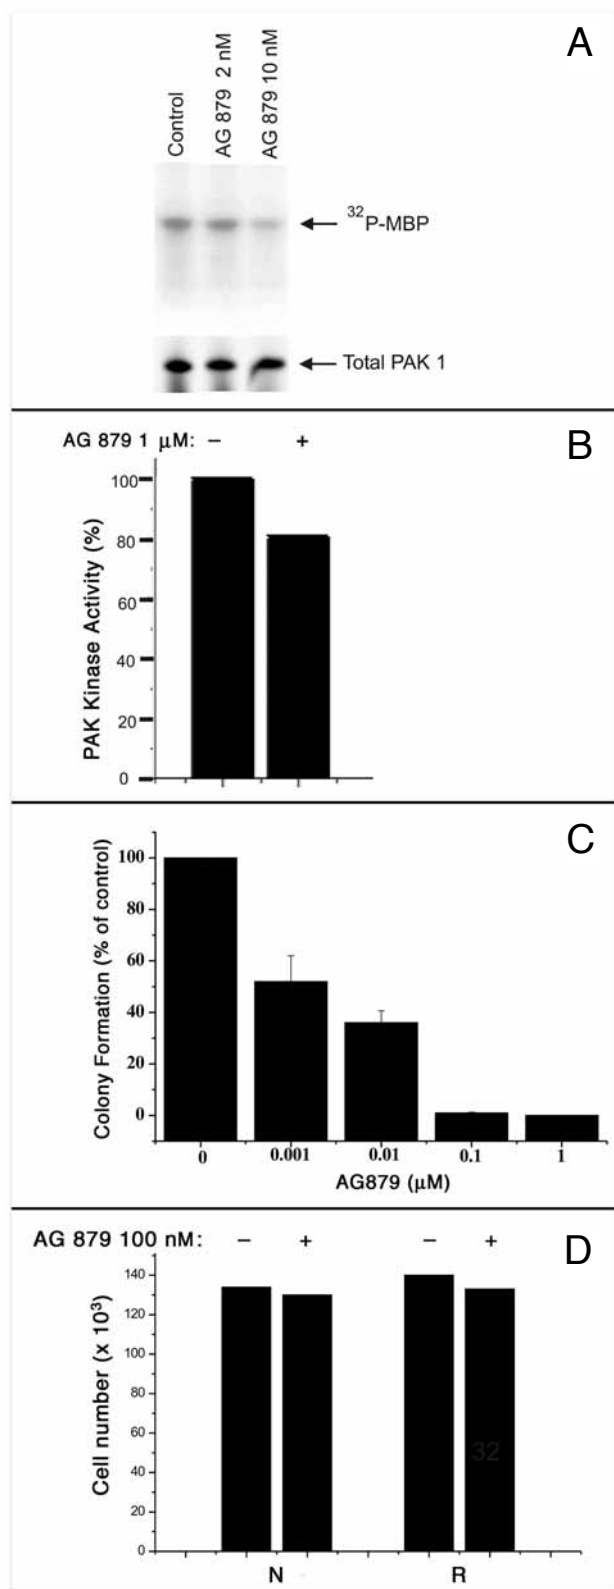 A
Control
AG 879 2 nM
AG 879 10 nM
32P-MBP
Total PAK 1
B
AG 879 1 μM: − +
PAK Kinase Activity (%)
100
80
60
40
20
0
C
Colony Formation (% of control)
100
80
60
40
20
0
0 0.001 0.01 0.1 1
AG879 (μM)
D
AG 879 100 nM: − + − +
Cell number (x 10³)
140
120
100
80
60
40
20
0
32
N R